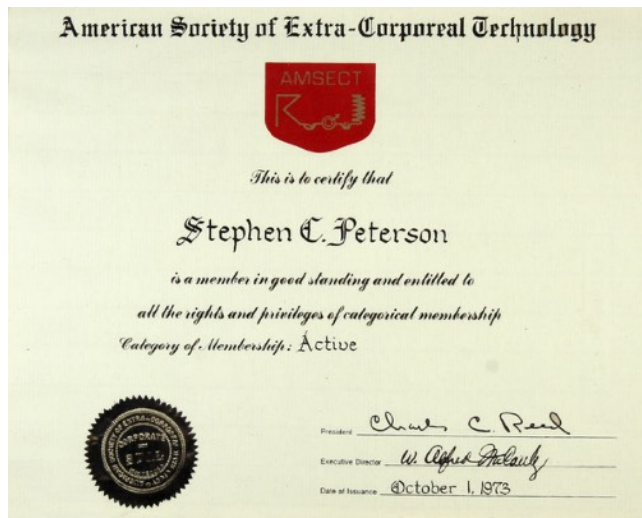 American Society of Extra-Corporeal Technology
AMSECT
This is to certify that
Stephen C. Peterson
is a member in good standing and entitled to
all the rights and privileges of categorical membership
Category of Membership: Active
President Charles C. Reed
Executive Director W. Alfred
Date of Issuance October 1, 1973
CORPORATE
SEAL